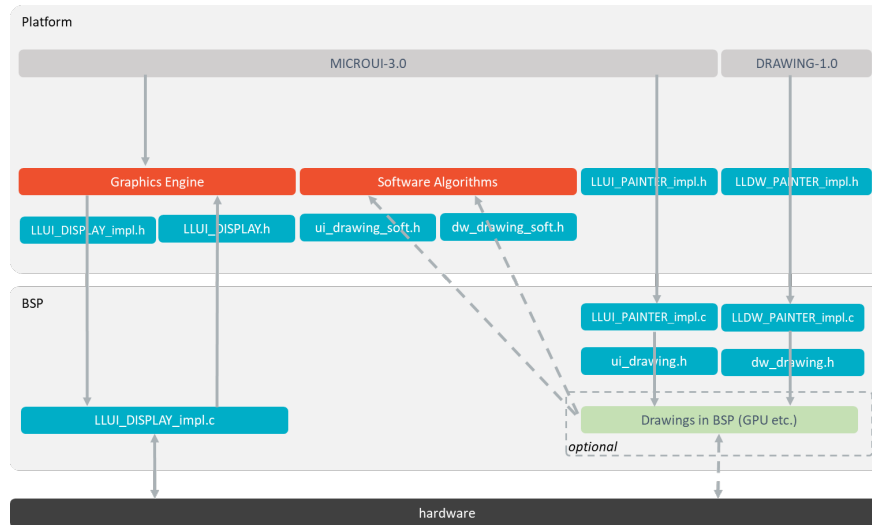 Platform
MICROUI-3.0
DRAWING-1.0
Graphics Engine
Software Algorithms
LLUI_PAINTER_impl.h
LLDW_PAINTER_impl.h
LLUI_DISPLAY_impl.h
LLUI_DISPLAY.h
ui_drawing_soft.h
dw_drawing_soft.h
BSP
LLUI_PAINTER_impl.c
LLDW_PAINTER_impl.c
ui_drawing.h
dw_drawing.h
LLUI_DISPLAY_impl.c
Drawings in BSP (GPU etc.)
optional
hardware